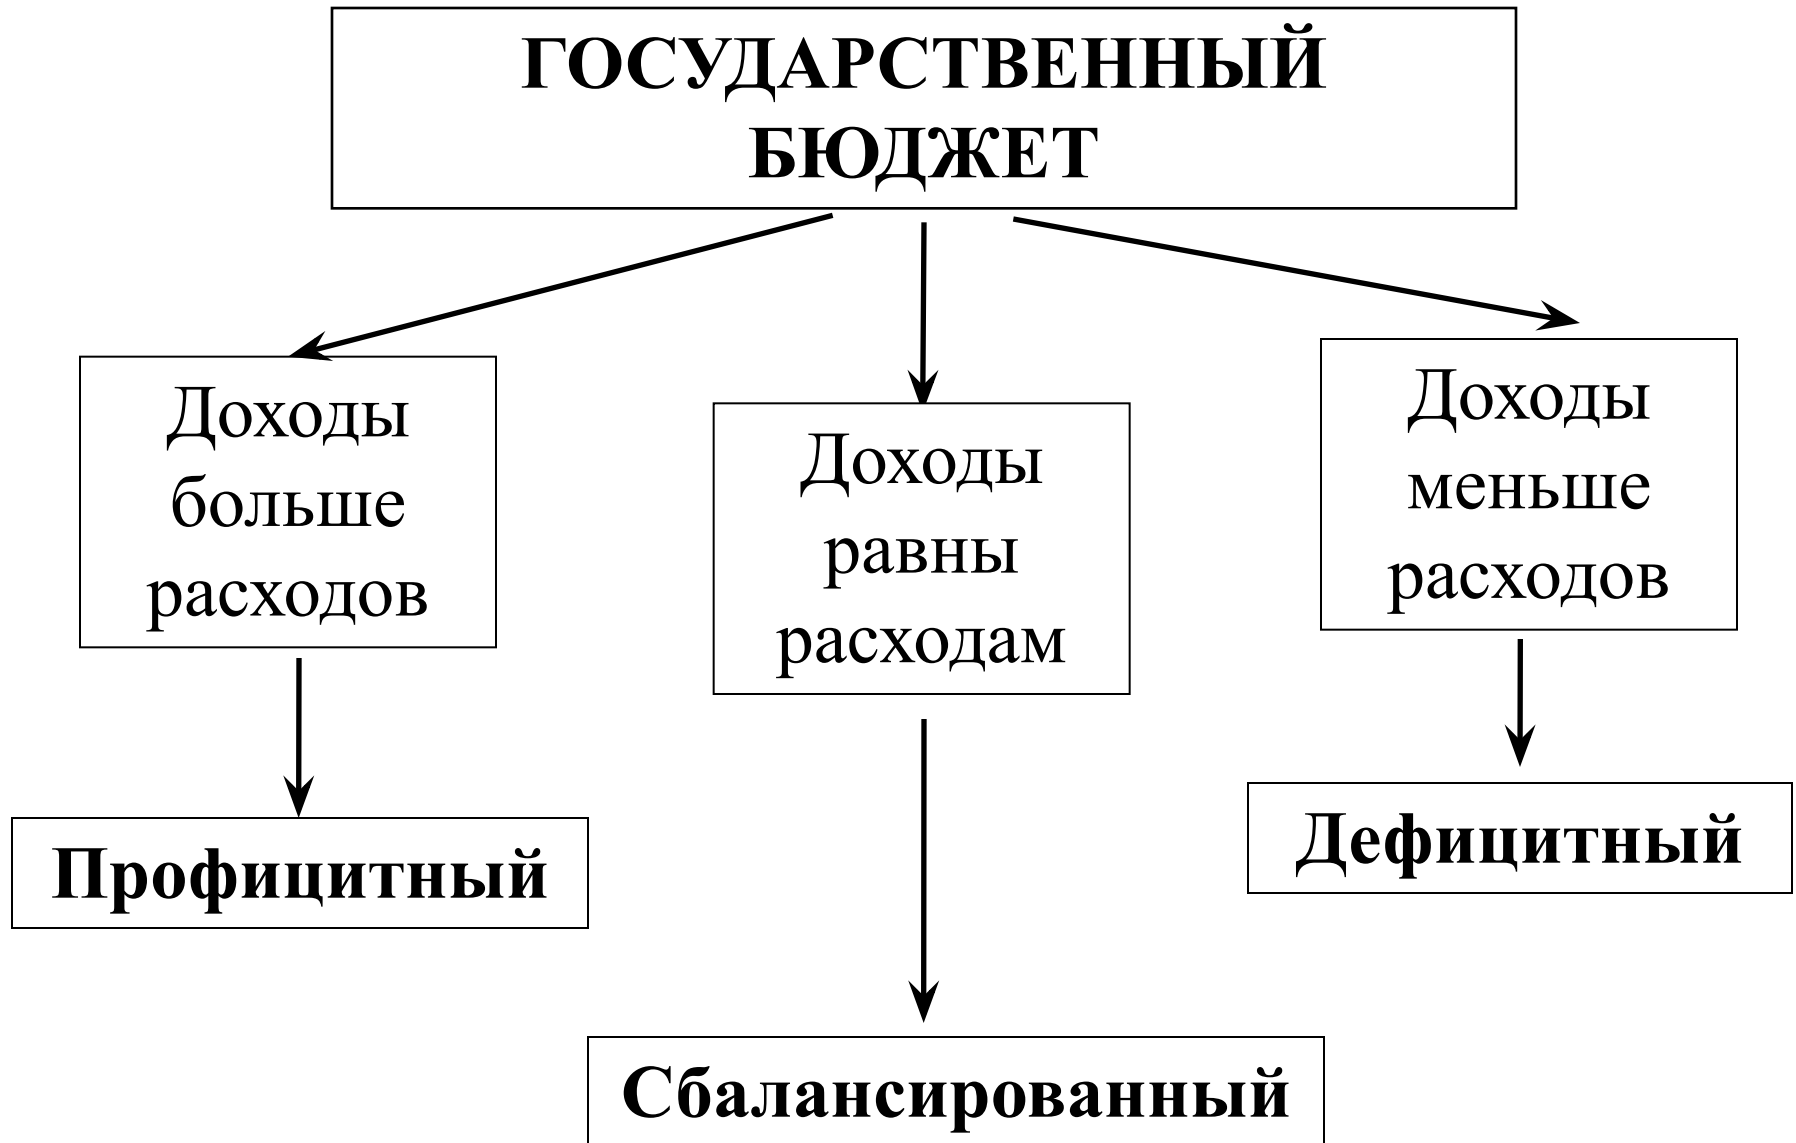 ГОСУДАРСТВЕННЫЙ
БЮДЖЕТ
Доходы
больше
расходов
Доходы
равны
расходам
Доходы
меньше
расходов
Профицитный
Сбалансированный
Дефицитный